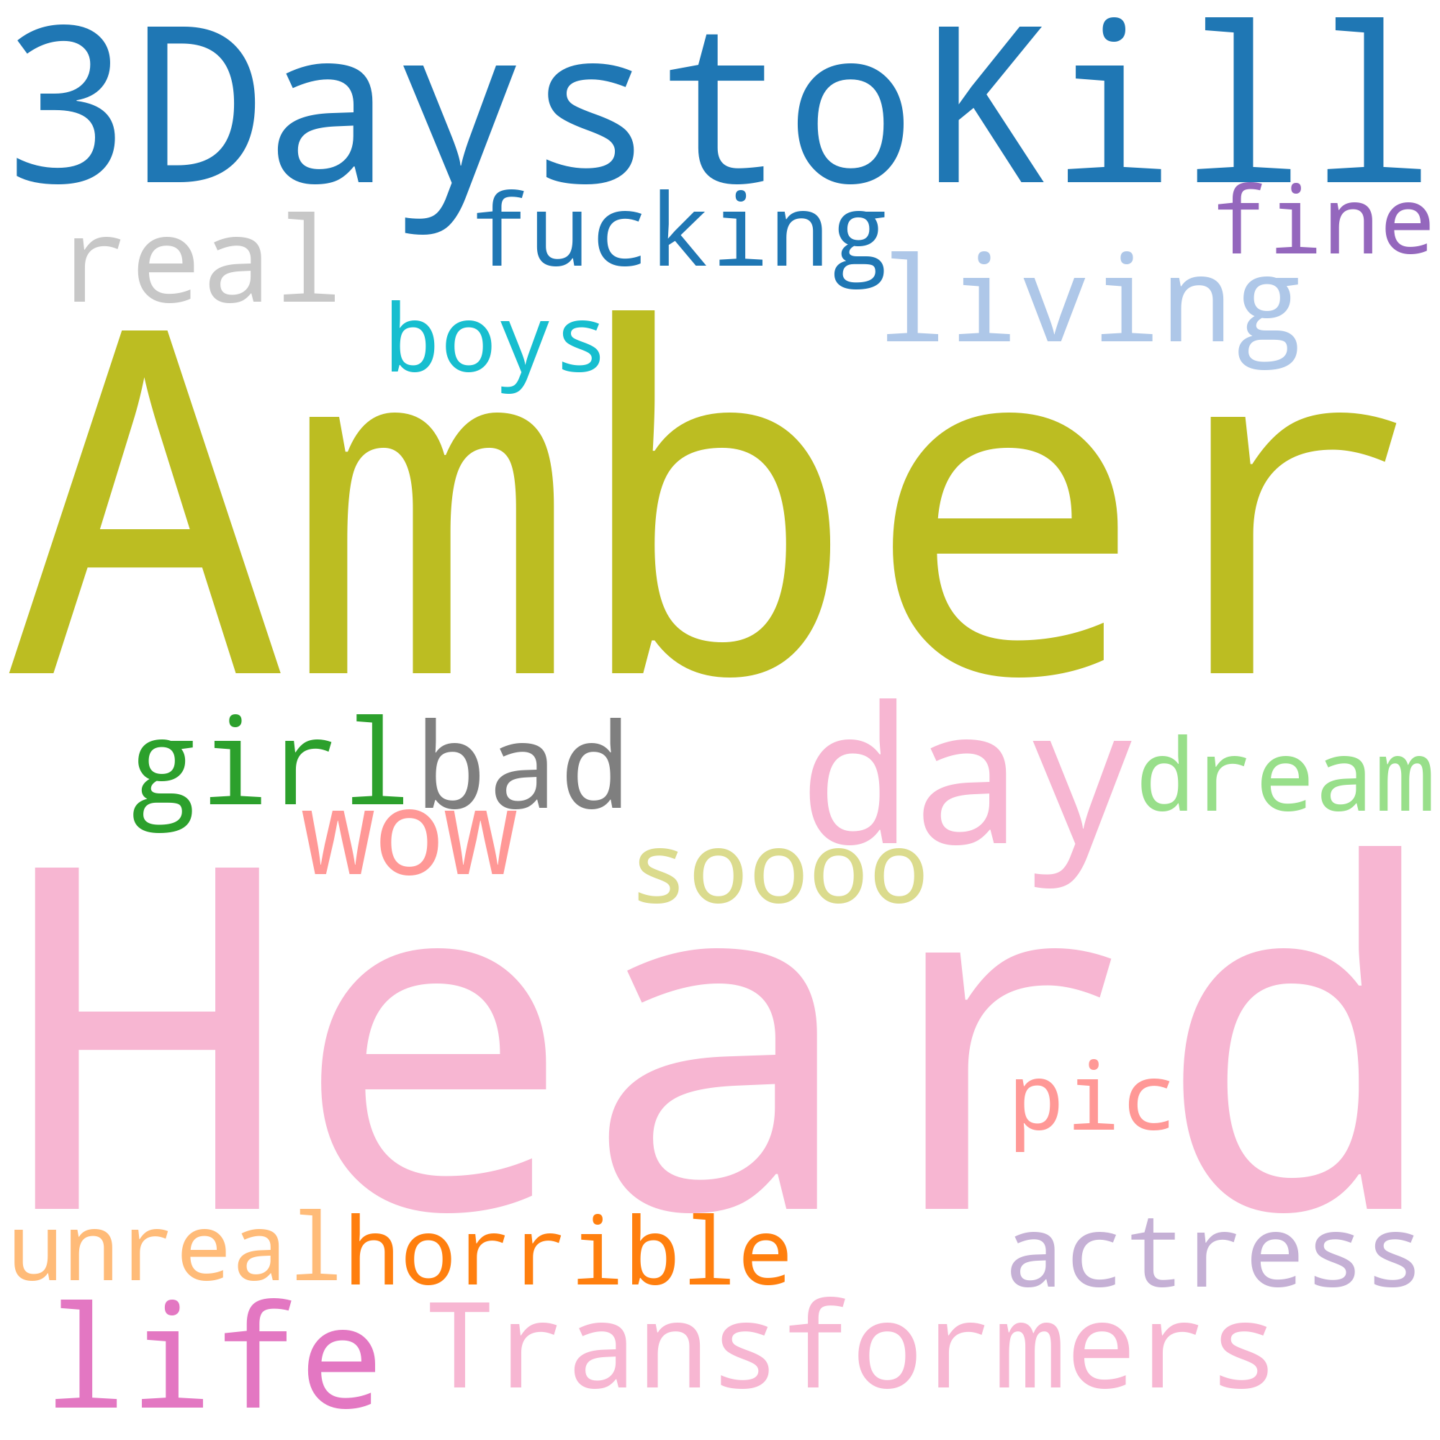 3DaystoKill
fucking
fine
real
living
boys
Amber
girl
bad
day
dream
wow
soooo
Heard
pic
unreal
horrible
actress
life
Transformers